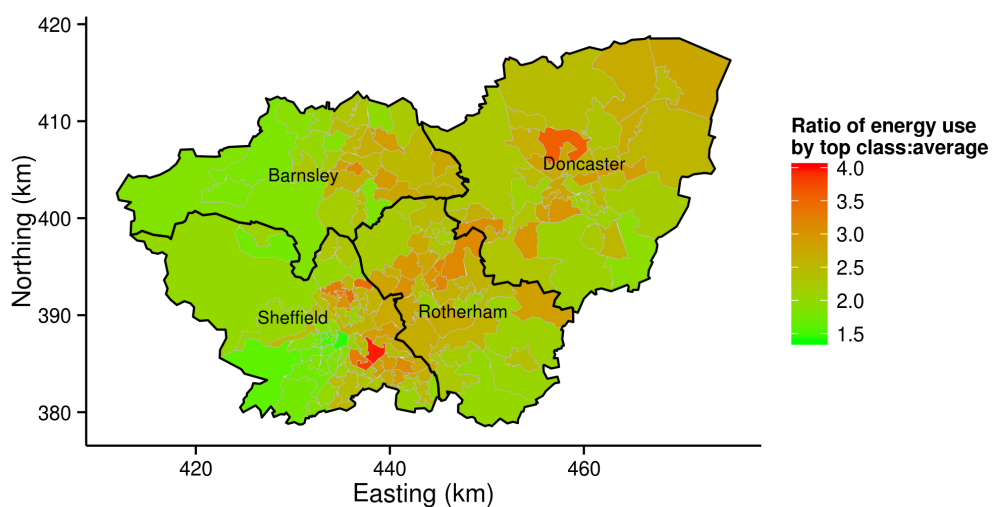 420
410
400
390
380
Northing (km)
Barnsley
Doncaster
Sheffield
Rotherham
420
440
460
Easting (km)
Ratio of energy use
by top class:average
4.0
3.5
3.0
2.5
2.0
1.5